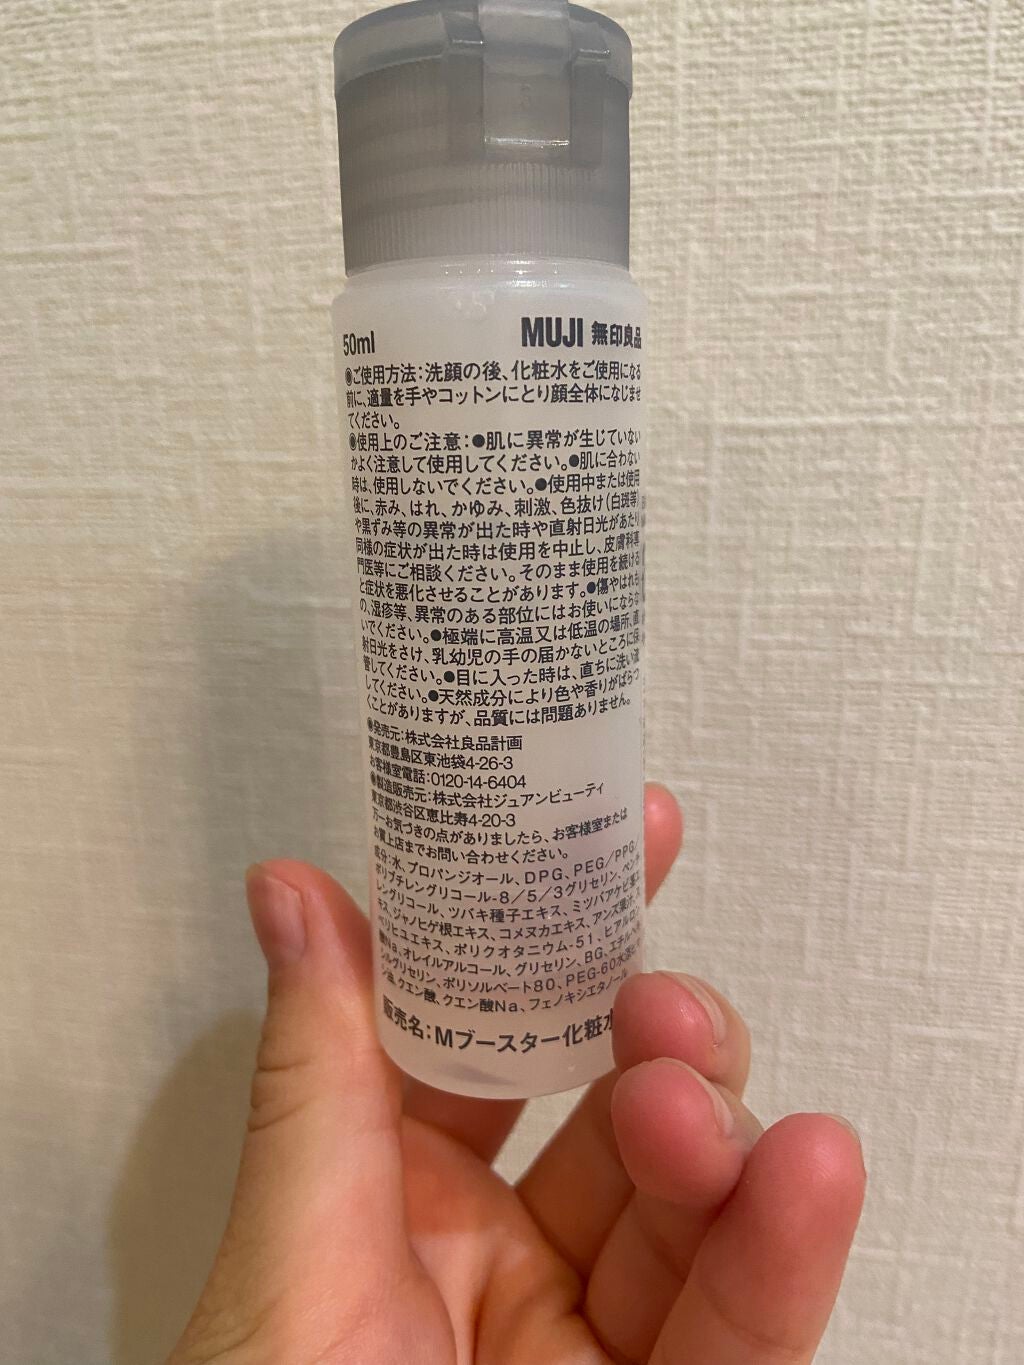 50ml
MUJI 無印良品
◉ご使用方法：洗顔の後、化粧水をご使用になる
前に、適量を手やコットンにとり顔全体になじませ
てください。
◉使用上のご注意：●肌に異常が生じていない
かよく注意して使用してください。●肌に合わない
時は、使用しないでください。●使用中または使用
後に、赤み、はれ、かゆみ、刺激、色抜け(白斑等)
や黒ずみ等の異常が出た時や直射日光があたり
同様の症状が出た時は使用を中止し、皮膚科専
門医等にご相談ください。そのまま使用を続ける
と症状を悪化させることがあります。●傷やはれも
の、湿疹等、異常のある部位にはお使いにならな
いでください。●極端に高温又は低温の場所、直
射日光をさけ、乳幼児の手の届かないところに保
管してください。●目に入った時は、直ちに洗い流
してください。●天然成分により色や香りがばらつ
くことがありますが、品質には問題ありません。
◉発売元：株式会社良品計画
東京都豊島区東池袋4-26-3
お客様室電話：0120-14-6404
◉製造販売元：株式会社ジュアンビューティ
東京都渋谷区恵比寿4-20-3
万一お気づきの点がありましたら、お客様室または
お買上店までお問い合わせください。
成分：水、プロパンジオール、DPG、PEG／PPG／
ポリブチレングリコール-8／5／3グリセリン、ペンチ
レングリコール、ツバキ種子エキス、ミツバアケビ茎エ
キス、ジャノヒゲ根エキス、コメヌカエキス、アンズ果汁、ス
ベリヒユエキス、ポリクオタニウム-51、ヒアルロン
酸Na、オレイルアルコール、グリセリン、BG、エチルヘキ
シルグリセリン、ポリソルベート80、PEG-60水添ヒマ
シ油、クエン酸、クエン酸Na、フェノキシエタノール
販売名：Mブースター化粧水